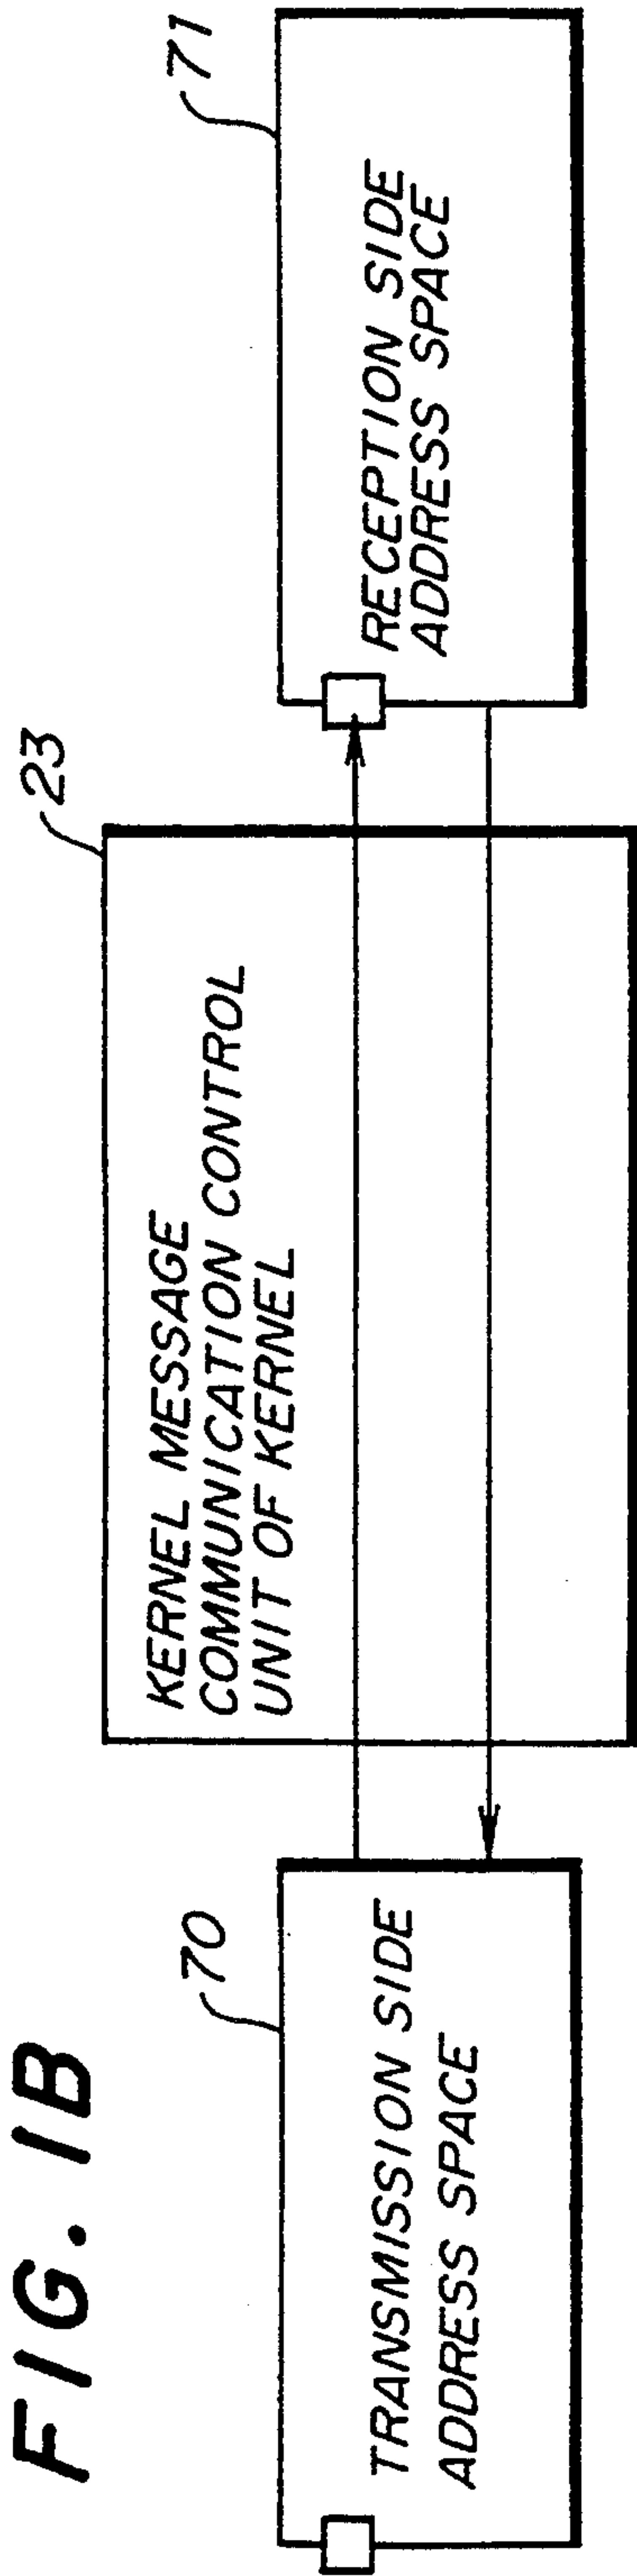 FIG. 1B
70
TRANSMISSION SIDE
ADDRESS SPACE
23
KERNEL MESSAGE
COMMUNICATION CONTROL
UNIT OF KERNEL
71
RECEPTION SIDE
ADDRESS SPACE